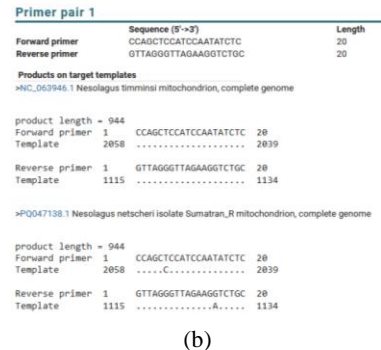 Primer pair 1
Sequence (5'->3') Length
Forward primer CCAGCTCCATCCAATATCTC 20
Reverse primer GTTAGGGTTAGAAGGTCTGC 20
Products on target templates
>NC_063946.1 Nesolagus timminsi mitochondrion, complete genome
product length = 944
Forward primer 1 CCAGCTCCATCCAATATCTC 20
Template 2058 .................... 2039
Reverse primer 1 GTTAGGGTTAGAAGGTCTGC 20
Template 1115 .................... 1134
>PQ047138.1 Nesolagus netscheri isolate Sumatran_R mitochondrion, complete genome
product length = 944
Forward primer 1 CCAGCTCCATCCAATATCTC 20
Template 2058 .....C.............. 2039
Reverse primer 1 GTTAGGGTTAGAAGGTCTGC 20
Template 1115 ..............A..... 1134
(b)